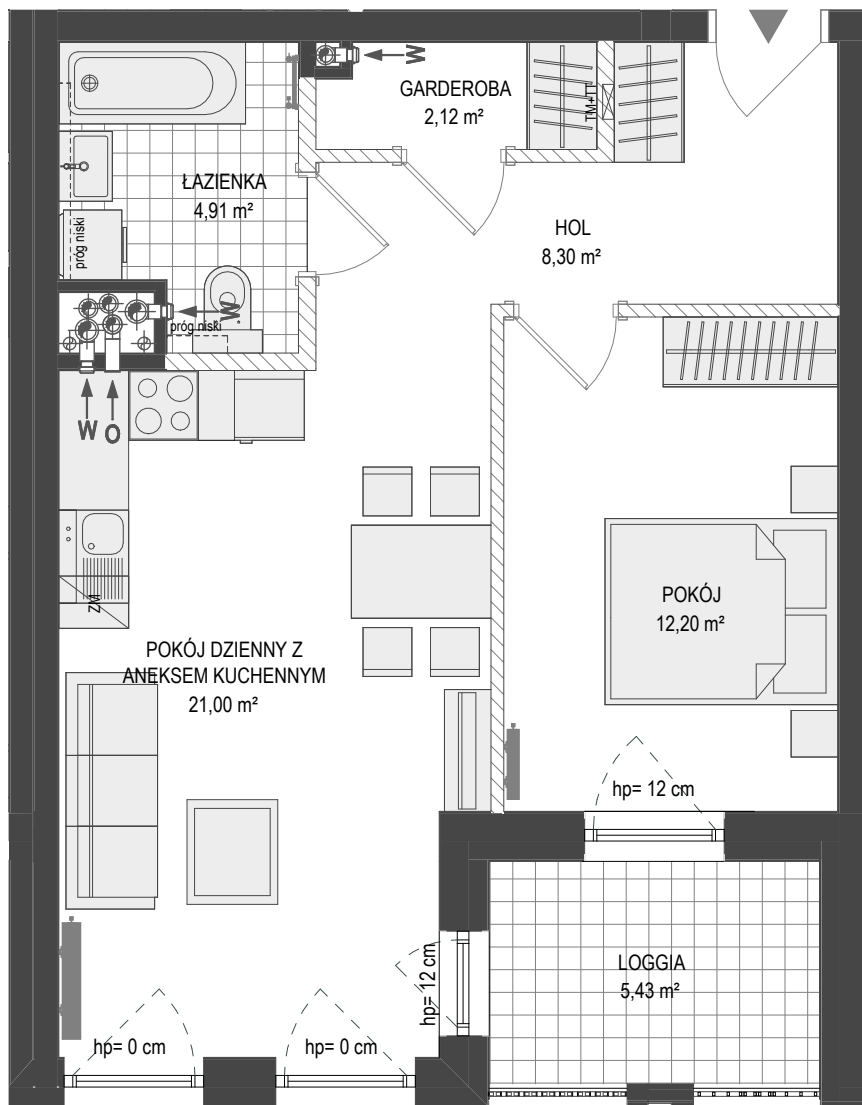 W
GARDEROBA
2,12 m²
TM+TT
ŁAZIENKA
4,91 m²
próg niski
HOL
8,30 m²
W
próg niski
W
O
ZM
POKÓJ
12,20 m²
POKÓJ DZIENNY Z
ANEKSEM KUCHENNYM
21,00 m²
hp= 12 cm
hp= 12 cm
LOGGIA
5,43 m²
hp= 0 cm
hp= 0 cm